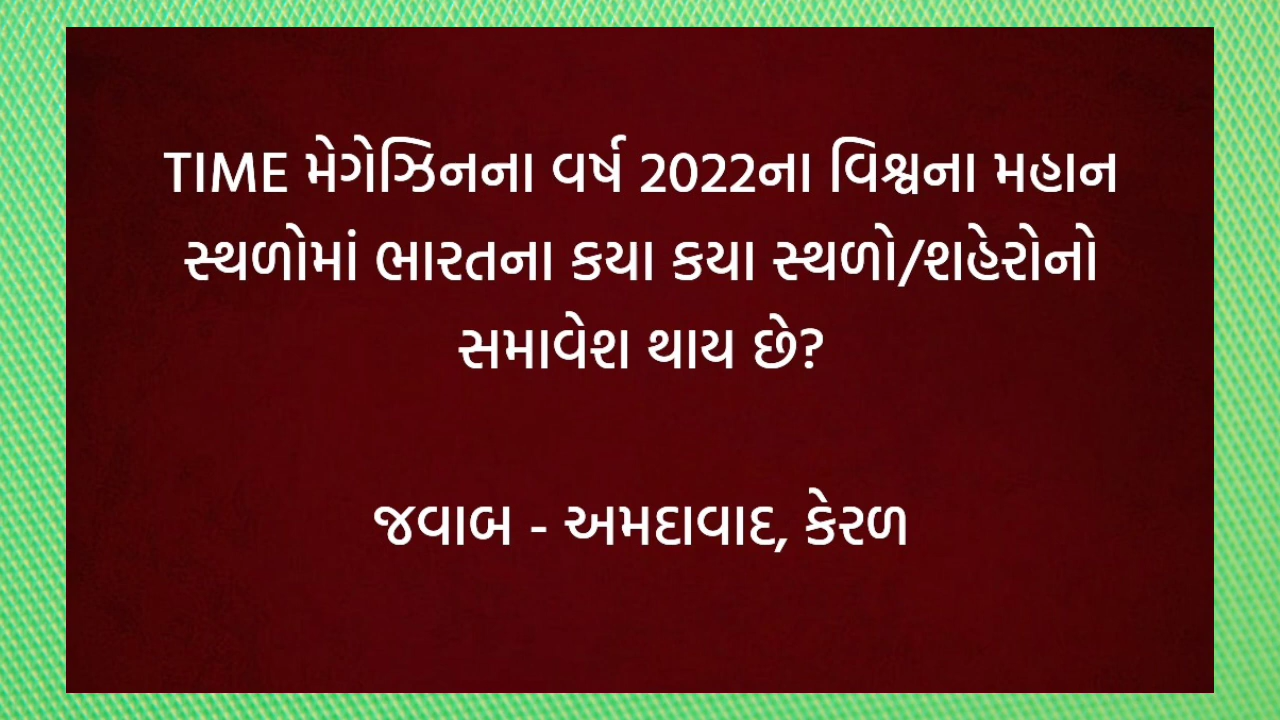 TIME મેગેઝિનના વર્ષ 2022ના વિશ્વના મહાન
સ્થળોમાં ભારતના કયા કયા સ્થળો/શહેરોનો
સમાવેશ થાય છે?
જવાબ - અમદાવાદ, કેરળ